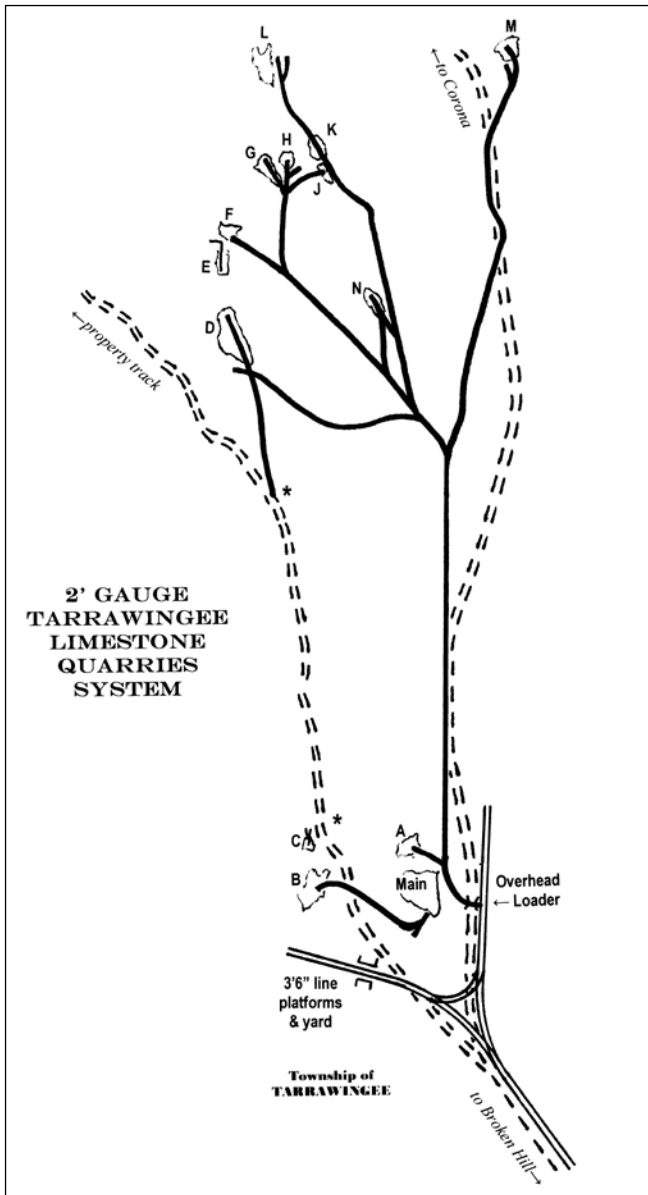 L
M
←to Corona
K
H
G
J
F
E
N
D
←property track
*
2' GAUGE
TARRAWINGEE
LIMESTONE
QUARRIES
SYSTEM
*
C
A
B
Main
Overhead
← Loader
3'6" line
platforms
& yard
Township of
TARRAWINGEE
to Broken Hill→